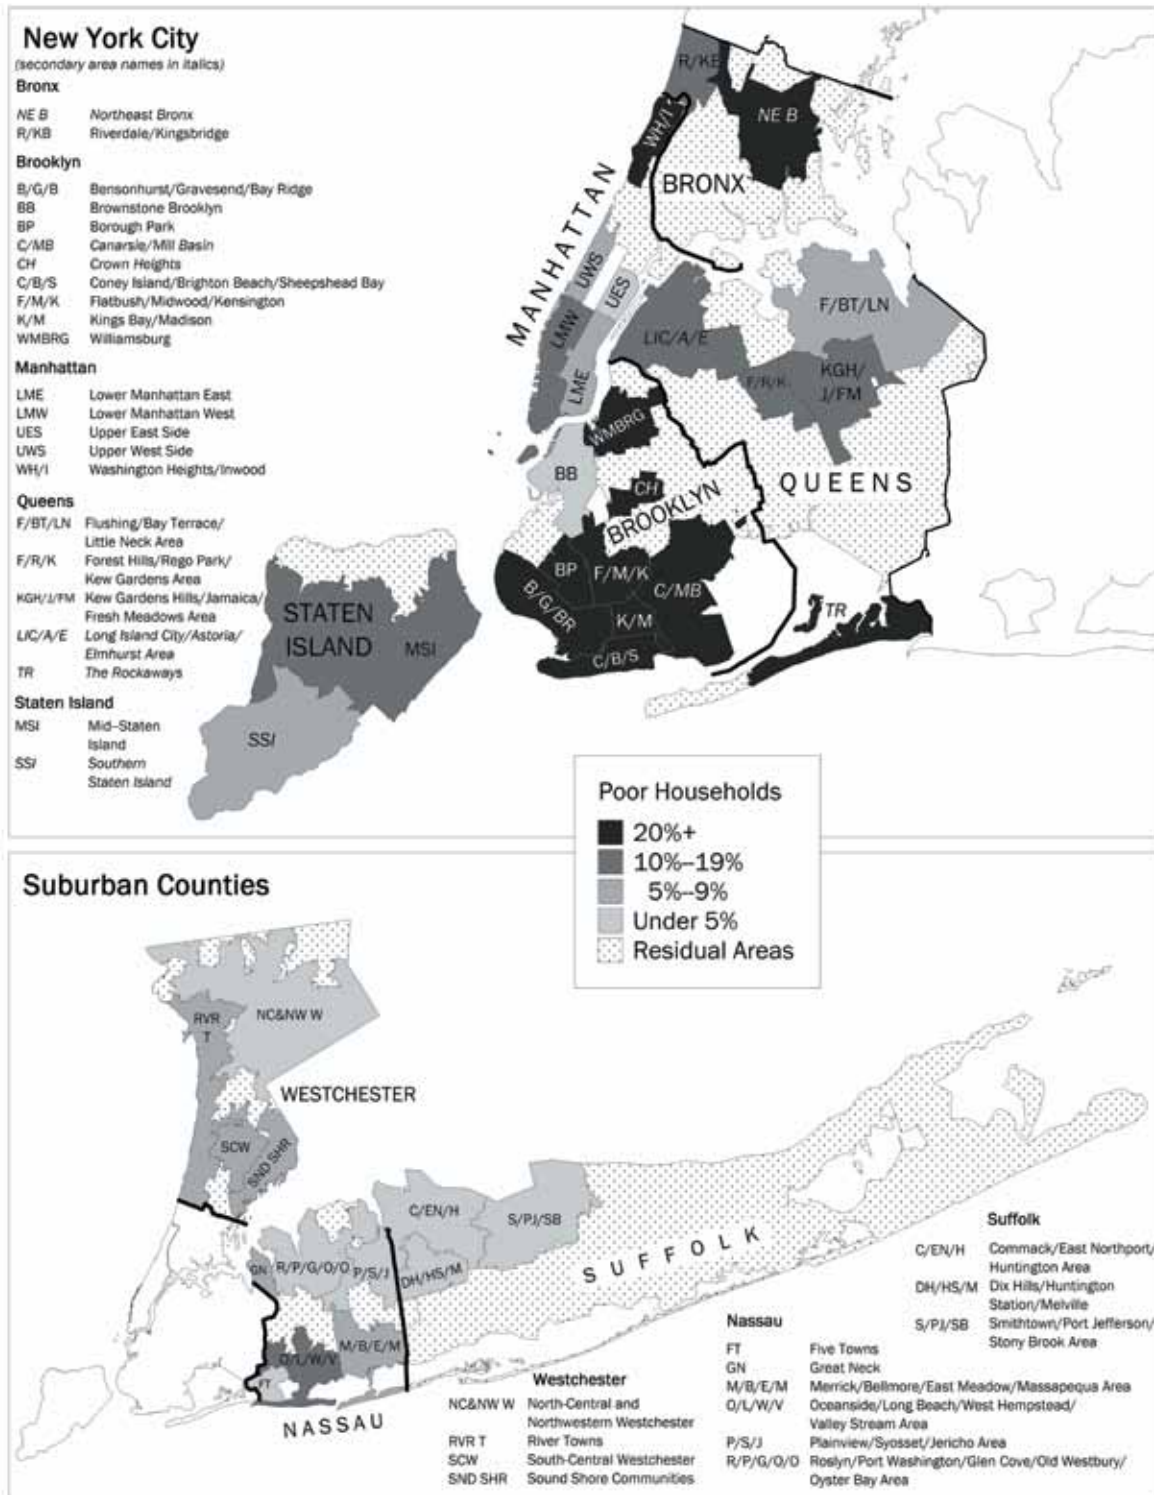 New York City
(secondary area names in italics)
Bronx
NE B Northeast Bronx
R/KB Riverdale/Kingsbridge
Brooklyn
B/G/B Bensonhurst/Gravesend/Bay Ridge
BB Brownstone Brooklyn
BP Borough Park
C/MB Canarsie/Mill Basin
CH Crown Heights
C/B/S Coney Island/Brighton Beach/Sheepshead Bay
F/M/K Flatbush/Midwood/Kensington
K/M Kings Bay/Madison
WMBRG Williamsburg
Manhattan
LME Lower Manhattan East
LMW Lower Manhattan West
UES Upper East Side
UWS Upper West Side
WH/I Washington Heights/Inwood
Queens
F/BT/LN Flushing/Bay Terrace/
Little Neck Area
F/R/K Forest Hills/Rego Park/
Kew Gardens Area
KGH/J/FM Kew Gardens Hills/Jamaica/
Fresh Meadows Area
LIC/A/E Long Island City/Astoria/
Elmhurst Area
TR The Rockaways
Staten Island
MSI Mid–Staten
Island
SSI Southern
Staten Island
R/KB
NE B
WH/I
BRONX
MANHATTAN
UWS
UES
LMW
LME
F/BT/LN
LIC/A/E
F/R/K
KGH/
J/FM
WMBRG
BB
CH
QUEENS
BROOKLYN
BP
F/M/K
C/MB
B/G/BR
K/M
C/B/S
TR
STATEN
ISLAND
MSI
SSI
Poor Households
20%+
10%–19%
5%–9%
Under 5%
Residual Areas
Suburban Counties
RVR
T
NC&NW W
WESTCHESTER
SCW
SND SHR
C/EN/H
S/PJ/SB
GN
R/P/G/O/O
P/S/J
DH/HS/M
SUFFOLK
M/B/E/M
O/L/W/V
FT
NASSAU
Suffolk
C/EN/H Commack/East Northport/
Huntington Area
DH/HS/M Dix Hills/Huntington
Station/Melville
S/PJ/SB Smithtown/Port Jefferson/
Stony Brook Area
Nassau
FT Five Towns
GN Great Neck
M/B/E/M Merrick/Bellmore/East Meadow/Massapequa Area
O/L/W/V Oceanside/Long Beach/West Hempstead/
Valley Stream Area
P/S/J Plainview/Syosset/Jericho Area
R/P/G/O/O Roslyn/Port Washington/Glen Cove/Old Westbury/
Oyster Bay Area
Westchester
NC&NW W North-Central and
Northwestern Westchester
RVR T River Towns
SCW South-Central Westchester
SND SHR Sound Shore Communities